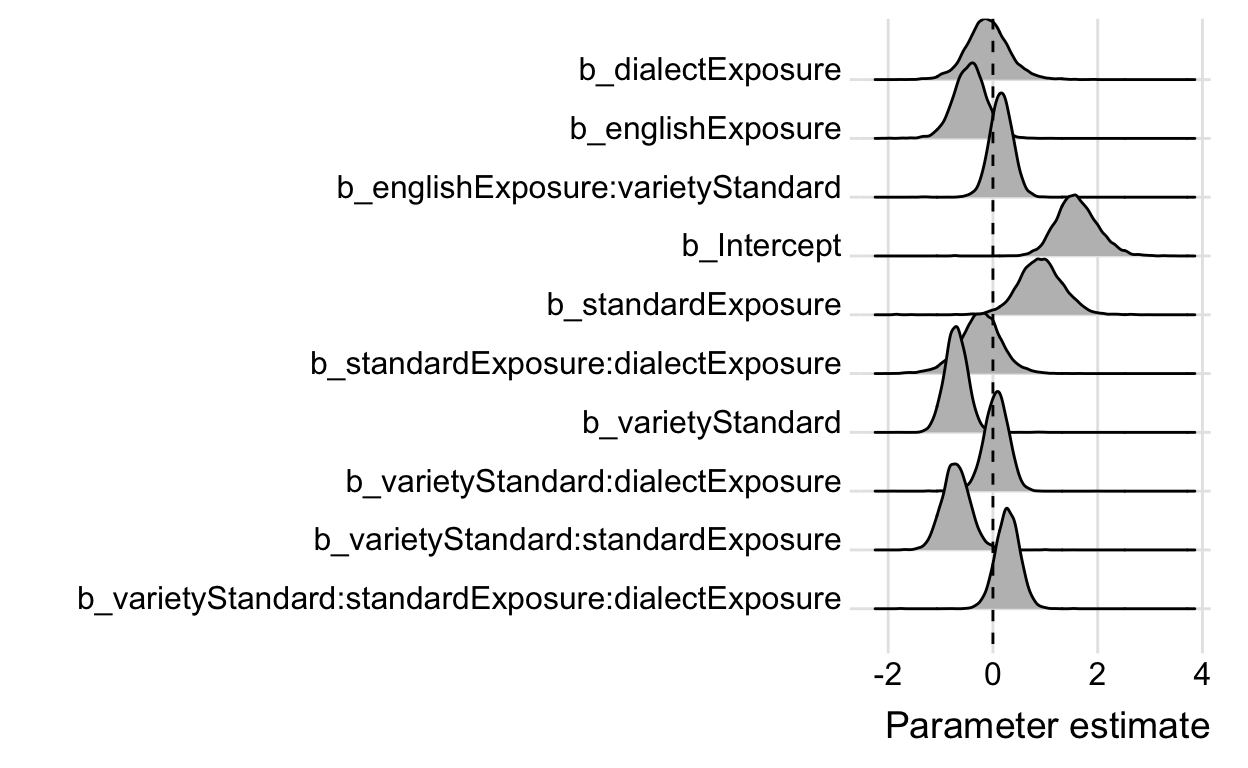 b_dialectExposure
b_englishExposure
b_englishExposure:varietyStandard
b_Intercept
b_standardExposure
b_standardExposure:dialectExposure
b_varietyStandard
b_varietyStandard:dialectExposure
b_varietyStandard:standardExposure
b_varietyStandard:standardExposure:dialectExposure
-2 0 2 4
Parameter estimate